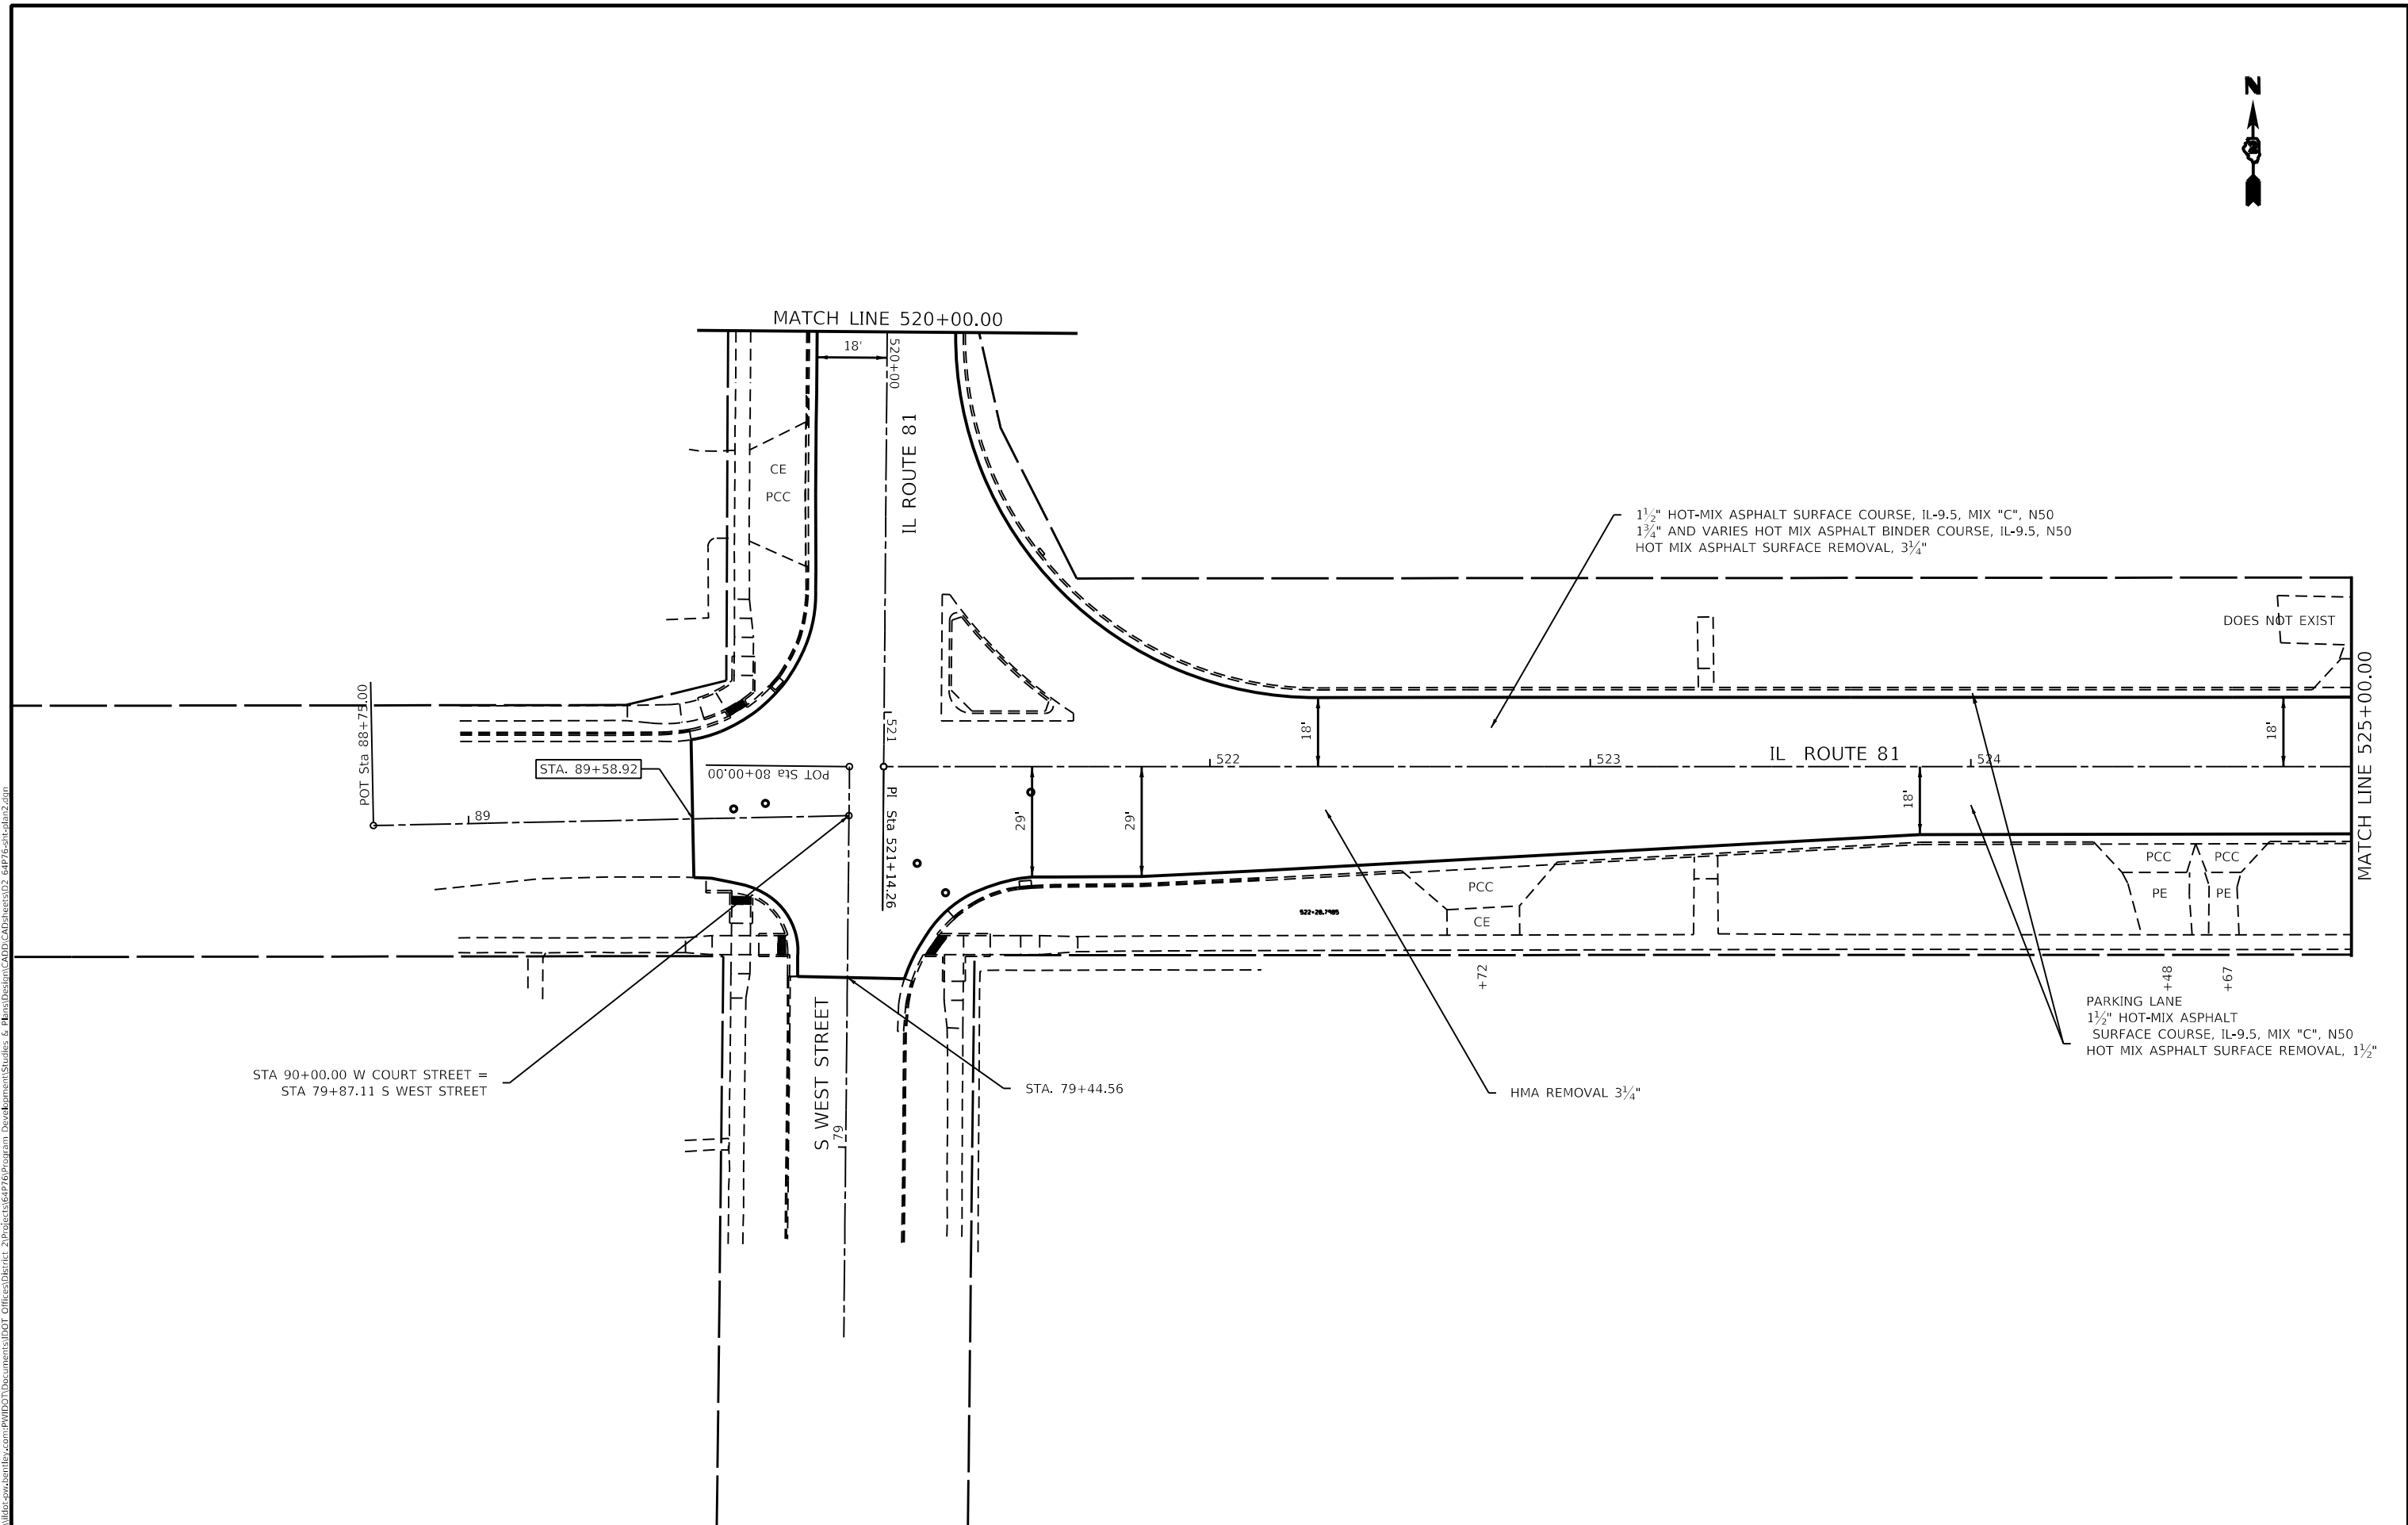 N
MATCH LINE 520+00.00
18'
520+00
IL ROUTE 81
CE
PCC
1½" HOT-MIX ASPHALT SURFACE COURSE, IL-9.5, MIX "C", N50
1¾" AND VARIES HOT MIX ASPHALT BINDER COURSE, IL-9.5, N50
HOT MIX ASPHALT SURFACE REMOVAL, 3¼"
DOES NOT EXIST
MATCH LINE 525+00.00
POT Sta 88+75.00
STA. 89+58.92
POT Sta 80+00.00
521
PI Sta 521+14.26
522
18'
523
IL ROUTE 81
524
18'
89
29'
29'
18'
PCC
CE
522+28.7985
PCC
PCC
PE
PE
+72
+48
+67
PARKING LANE
1½" HOT-MIX ASPHALT
SURFACE COURSE, IL-9.5, MIX "C", N50
HOT MIX ASPHALT SURFACE REMOVAL, 1½"
STA 90+00.00 W COURT STREET =
STA 79+87.11 S WEST STREET
S WEST STREET
79
STA. 79+44.56
HMA REMOVAL 3¼"